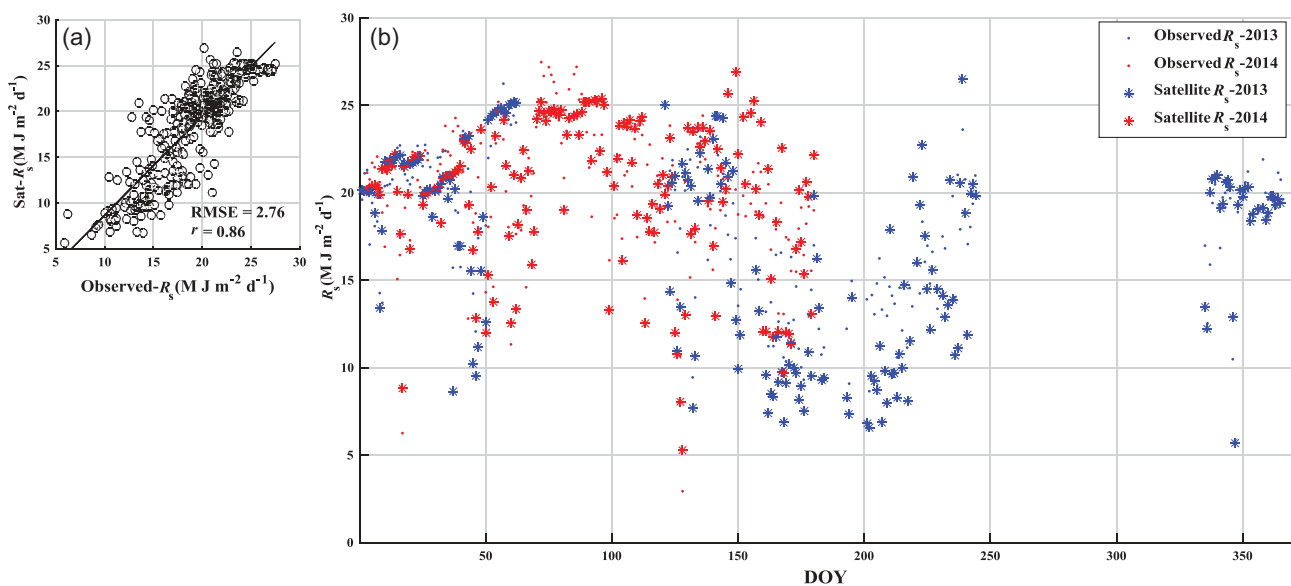 (a)
30
25
20
15
10
5
Sat-Rs(M J m⁻² d⁻¹)
RMSE = 2.76
r = 0.86
5 10 15 20 25 30
Observed-Rs(M J m⁻² d⁻¹)
(b)
30
25
20
15
10
5
0
Rs(M J m⁻² d⁻¹)
Observed Rs-2013
Observed Rs-2014
Satellite Rs-2013
Satellite Rs-2014
50 100 150 200 250 300 350
DOY